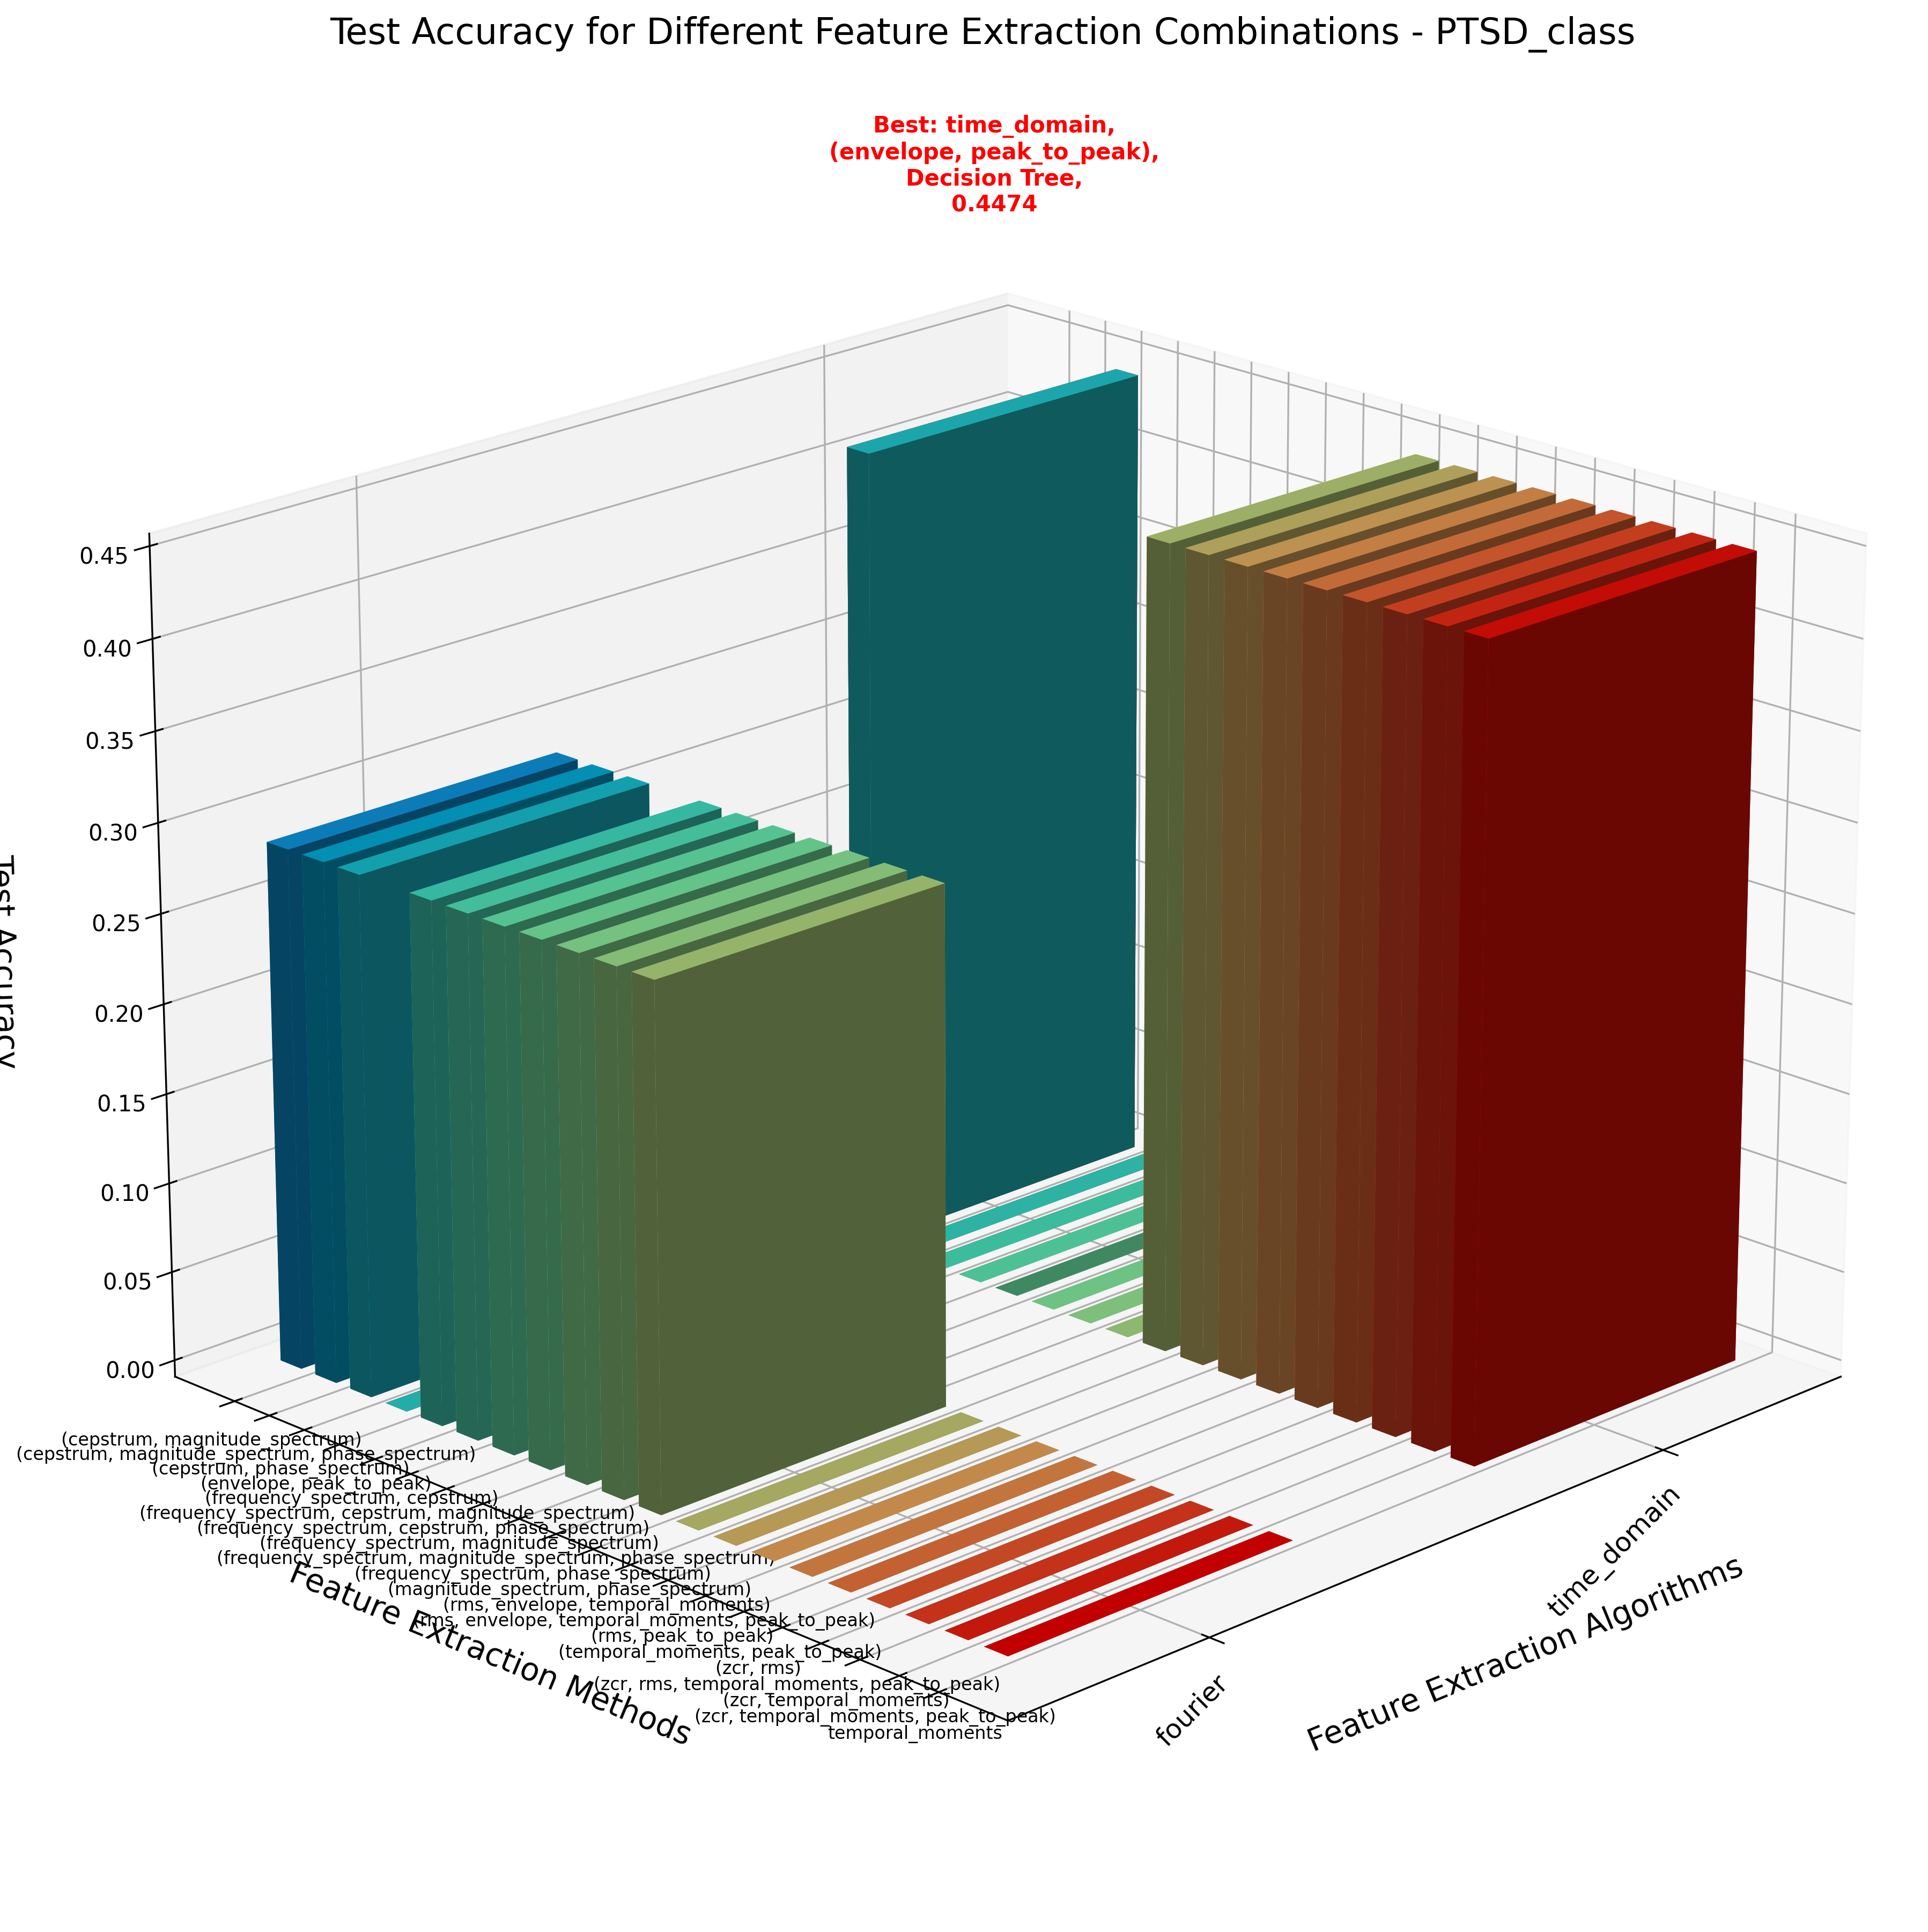 Test Accuracy for Different Feature Extraction Combinations - PTSD_class
Best: time_domain,
(envelope, peak_to_peak),
Decision Tree,
0.4474
0.45
0.40
0.35
0.30
0.25
0.20
0.15
0.10
0.05
0.00
Test Accuracy
(cepstrum, magnitude_spectrum)
(cepstrum, magnitude_spectrum, phase_spectrum)
(cepstrum, phase_spectrum)
(envelope, peak_to_peak)
(frequency_spectrum, cepstrum)
(frequency_spectrum, cepstrum, magnitude_spectrum)
(frequency_spectrum, cepstrum, phase_spectrum)
(frequency_spectrum, magnitude_spectrum)
(frequency_spectrum, magnitude_spectrum, phase_spectrum)
(frequency_spectrum, phase_spectrum)
(magnitude_spectrum, phase_spectrum)
(rms, envelope, temporal_moments)
(rms, envelope, temporal_moments, peak_to_peak)
(rms, peak_to_peak)
(temporal_moments, peak_to_peak)
(zcr, rms)
(zcr, rms, temporal_moments, peak_to_peak)
(zcr, temporal_moments)
(zcr, temporal_moments, peak_to_peak)
temporal_moments
Feature Extraction Methods
fourier
time_domain
Feature Extraction Algorithms